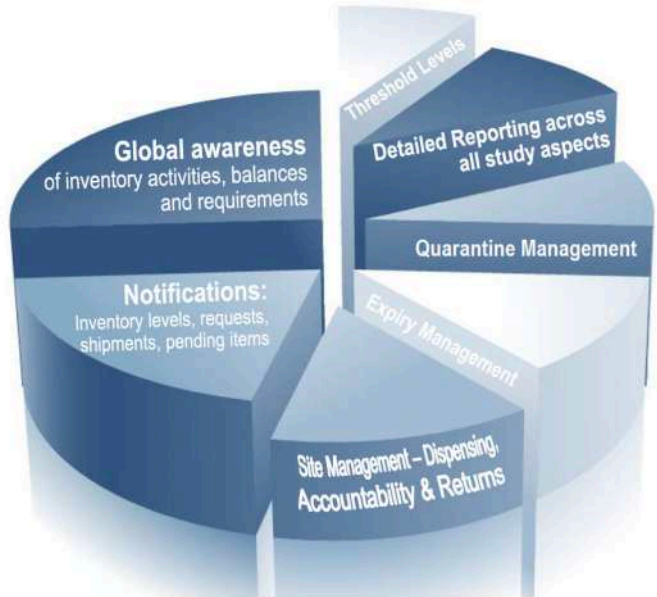 Threshold Levels
Detailed Reporting across
all study aspects
Global awareness
of inventory activities, balances
and requirements
Quarantine Management
Notifications:
Inventory levels, requests,
shipments, pending items
Expiry Management
Site Management – Dispensing,
Accountability & Returns